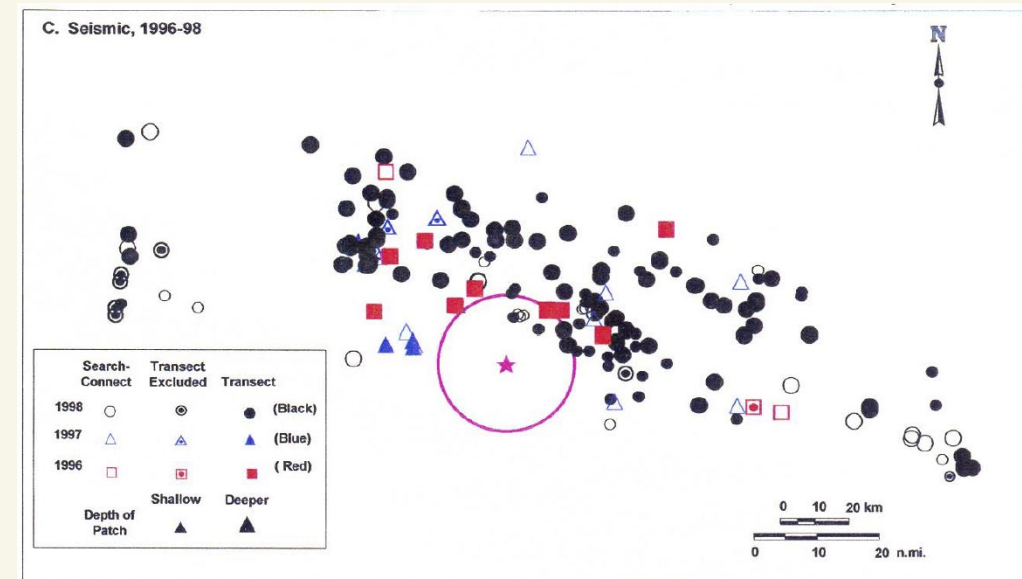 C. Seismic, 1996-98
N
Search-Connect Transect Excluded Transect
1998 (Black)
1997 (Blue)
1996 ( Red)
Shallow Deeper
Depth of Patch
0 10 20 km
0 10 20 n.mi.